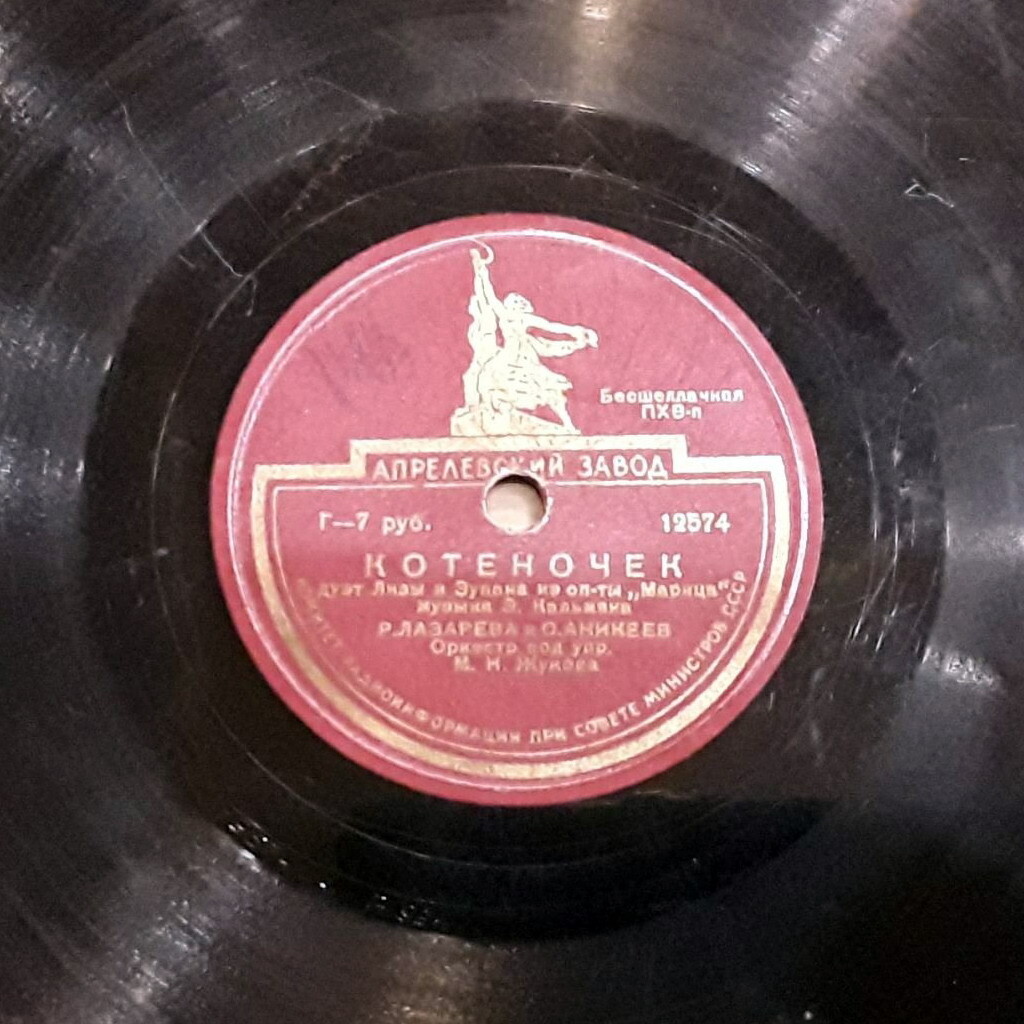 Бесшеллачная
ПХВ-п
АПРЕЛЕВСКИЙ ЗАВОД
Г—7 руб.
12574
КОТЕНОЧЕК
дуэт Лизы и Зупана из оп-ты „Марица"
музыка Э. Кальмана
Р. ЛАЗАРЕВА и О. АНИКЕЕВ
Оркестр под упр.
М. Н. Жукова
КОМИТЕТ РАДИОИНФОРМАЦИИ ПРИ СОВЕТЕ МИНИСТРОВ СССР